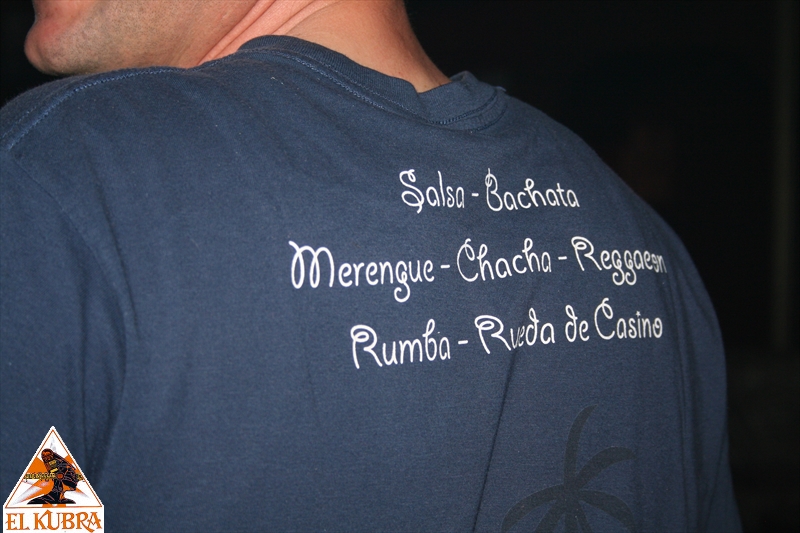 Salsa - Bachata
Merengue - Chacha - Reggaeon
Rumba - Rueda de Casino
EL KUBRA